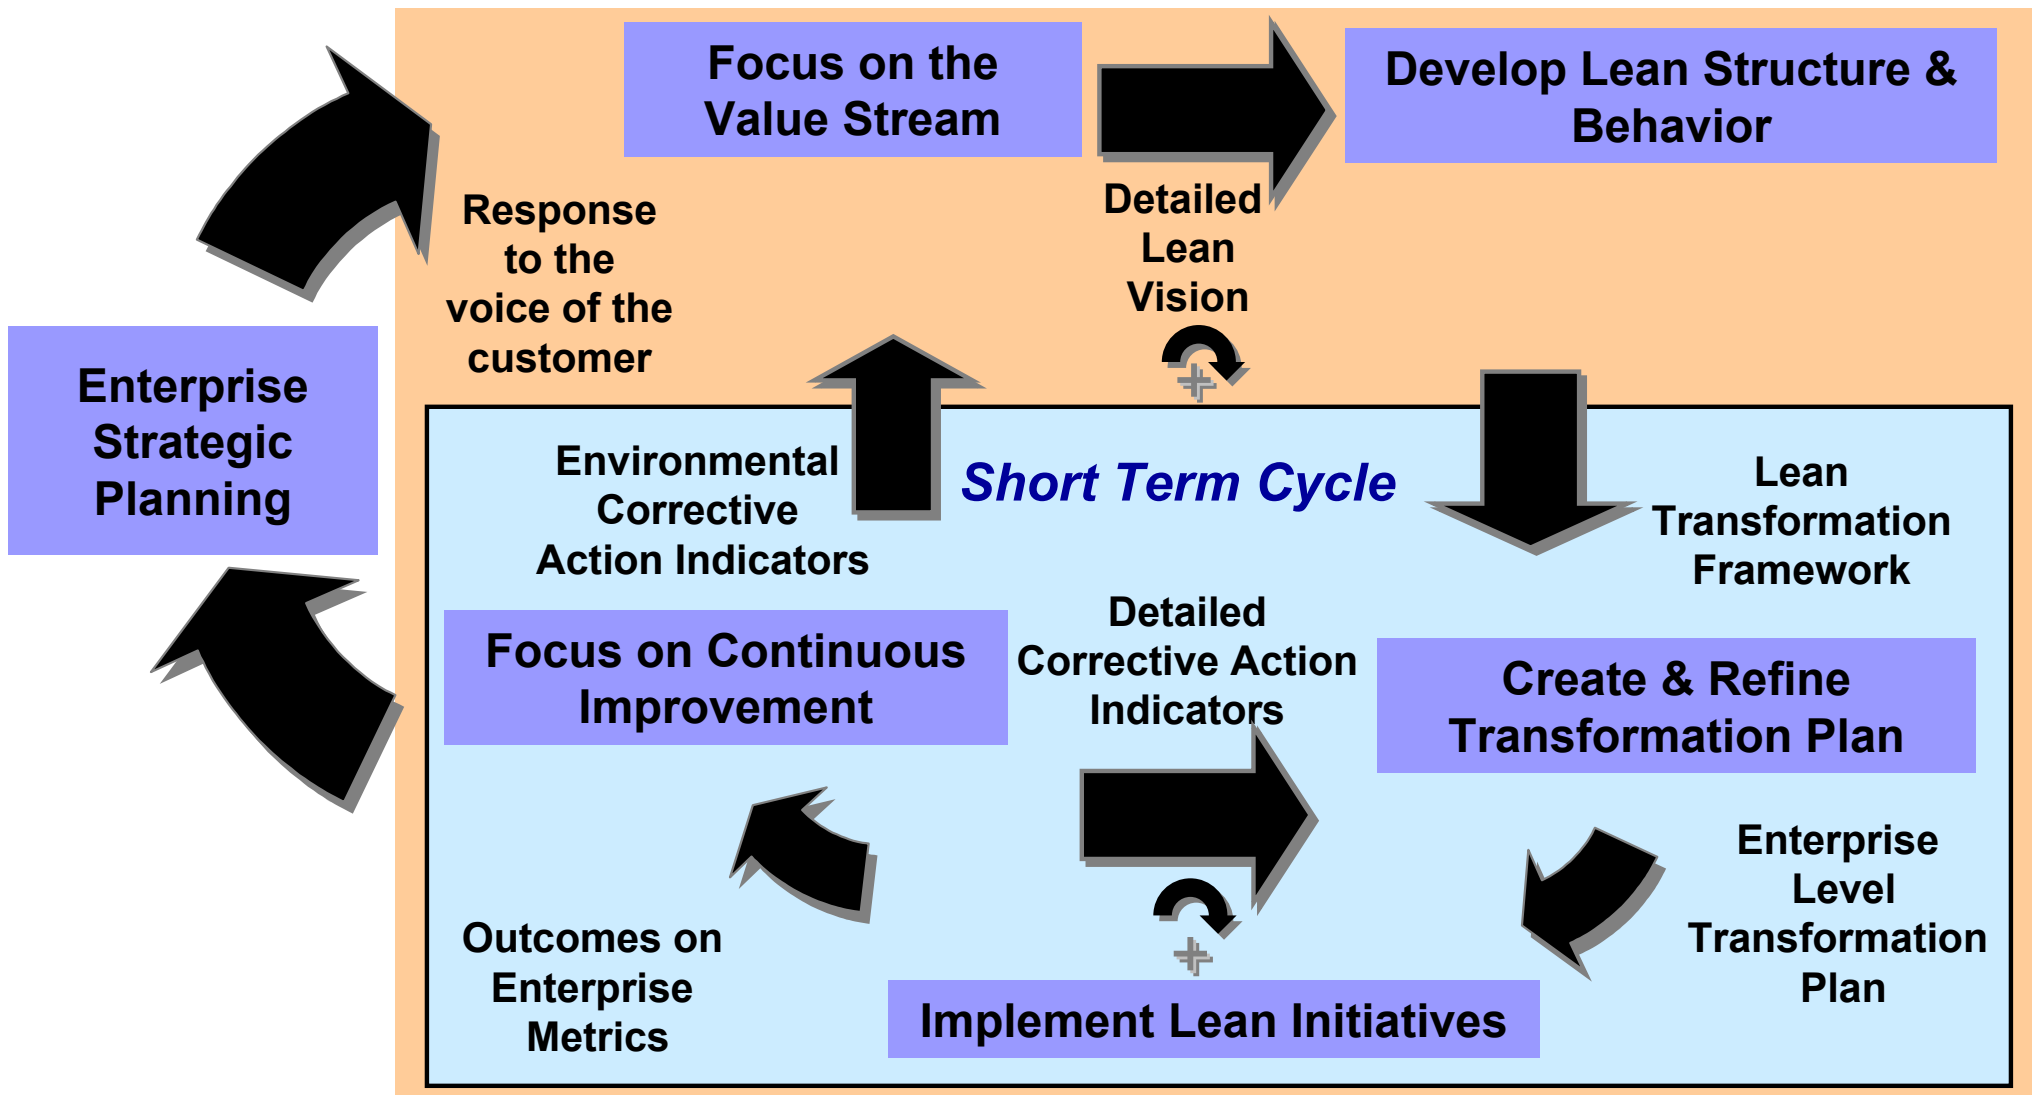 Focus on the
Value Stream
Develop Lean Structure &
Behavior
Response
to the
voice of the
customer
Detailed
Lean
Vision
Enterprise
Strategic
Planning
Environmental
Corrective
Action Indicators
Short Term Cycle
Lean
Transformation
Framework
Focus on Continuous
Improvement
Detailed
Corrective Action
Indicators
Create & Refine
Transformation Plan
Outcomes on
Enterprise
Metrics
Enterprise
Level
Transformation
Plan
Implement Lean Initiatives